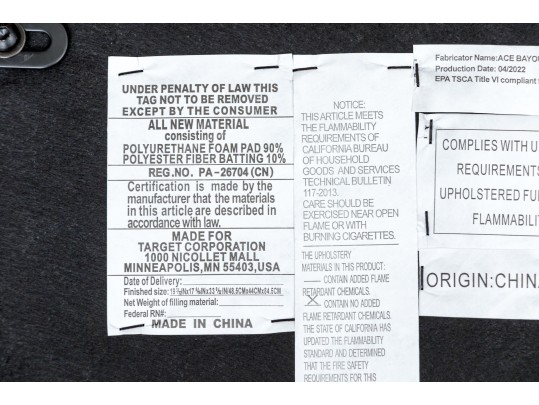 UNDER PENALTY OF LAW THIS
TAG NOT TO BE REMOVED
EXCEPT BY THE CONSUMER
ALL NEW MATERIAL
consisting of
POLYURETHANE FOAM PAD 90%
POLYESTER FIBER BATTING 10%
REG.NO. PA-26704 (CN)
Certification is made by the
manufacturer that the materials
in this article are described in
accordance with law.
MADE FOR
TARGET CORPORATION
1000 NICOLLET MALL
MINNEAPOLIS,MN 55403,USA
Date of Delivery:
Finished size:
Net Weight of filling material:
Federal RN#:
MADE IN CHINA
NOTICE:
THIS ARTICLE MEETS
THE FLAMMABILITY
REQUIREMENTS OF
CALIFORNIA BUREAU
OF HOUSEHOLD
GOODS AND SERVICES
TECHNICAL BULLETIN
117-2013.
CARE SHOULD BE
EXERCISED NEAR OPEN
FLAME OR WITH
BURNING CIGARETTES.
THE UPHOLSTERY
MATERIALS IN THIS PRODUCT:
CONTAIN ADDED FLAME
RETARDANT CHEMICALS.
X CONTAIN NO ADDED
FLAME RETARDANT CHEMICALS.
THE STATE OF CALIFORNIA HAS
UPDATED THE FLAMMABILITY
STANDARD AND DETERMINED
THAT THE FIRE SAFETY
REQUIREMENTS FOR THIS
Fabricator Name:ACE BAYOU
Production Date: 04/2022
EPA TSCA Title VI compliant
COMPLIES WITH U
REQUIREMENTS
UPHOLSTERED FU
FLAMMABILI
ORIGIN:CHIN